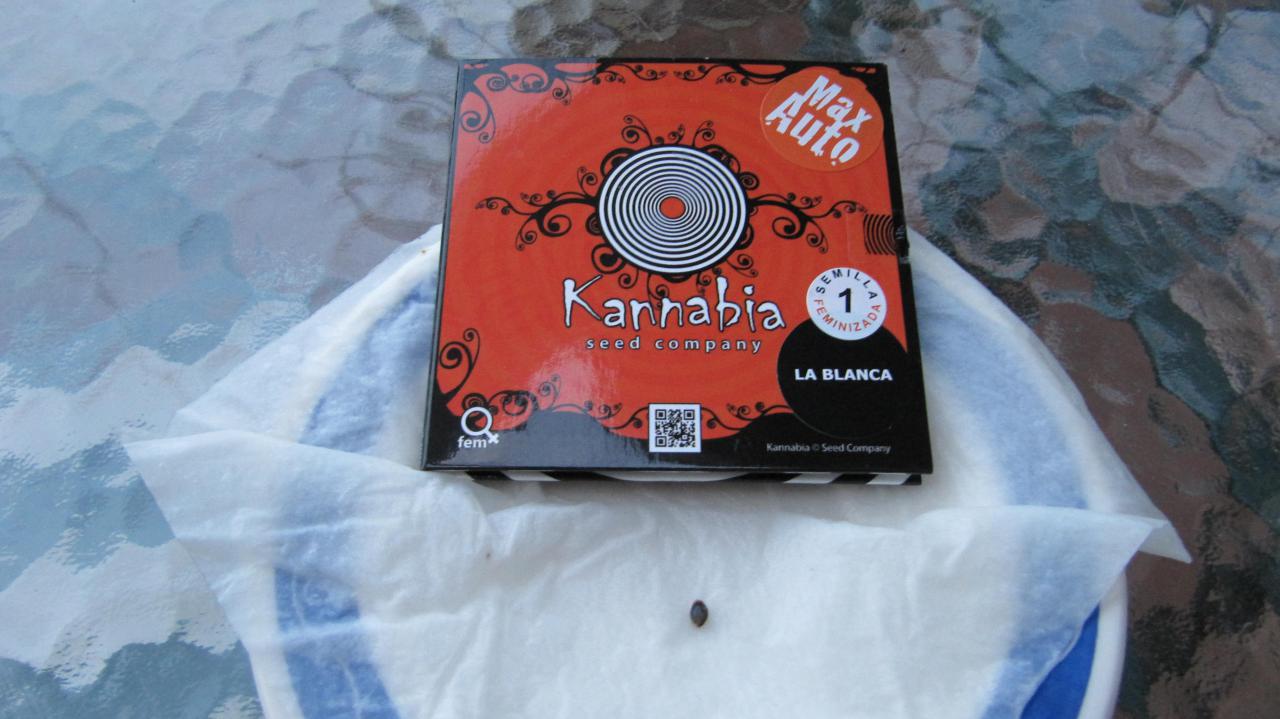 Max
Auto
Kannabia
seed company
SEMILLA
1
FEMINIZADA
LA BLANCA
fem
Kannabia © Seed Company